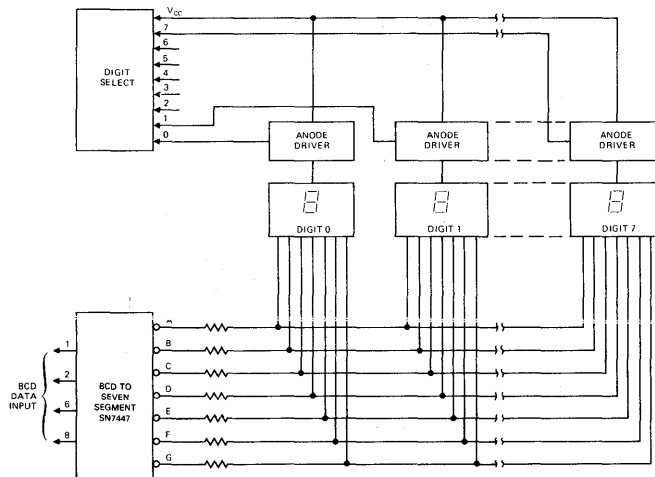 VCC
7
6
5
4
3
2
1
0
DIGIT
SELECT
ANODE
DRIVER
ANODE
DRIVER
ANODE
DRIVER
DIGIT 0
DIGIT 1
DIGIT 7
BCD
DATA
INPUT
1
2
6
8
BCD TO
SEVEN
SEGMENT
SN7447
B
C
D
E
F
G